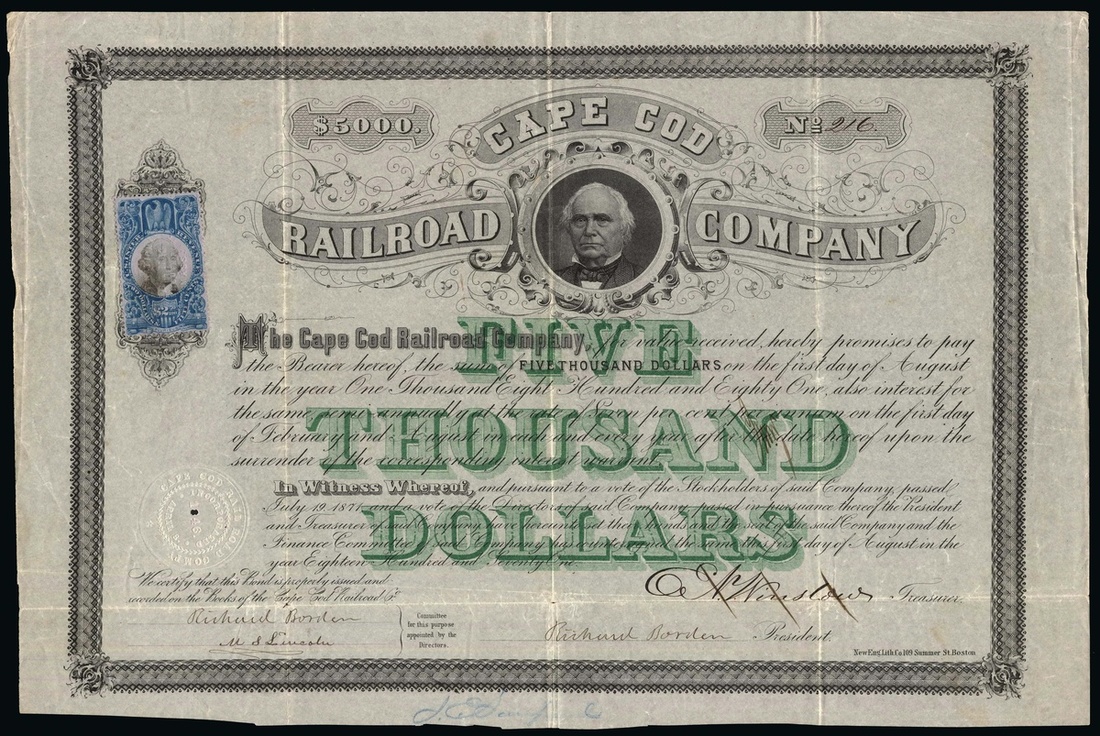 $5000.
CAPE COD
No 216.
RAILROAD COMPANY
FIVE
THOUSAND
DOLLARS
The Cape Cod Railroad Company, for value received, hereby promises to pay
the Bearer hereof, the sum of FIVE THOUSAND DOLLARS on the first day of August
in the year One Thousand Eight Hundred and Eighty One, also interest for
the same semi annually at the rate of Seven per cent per annum on the first day
of February and August in each and every year after the date hereof upon the
surrender of the corresponding interest warrant.
In Witness Whereof, and pursuant to a vote of the Stockholders of said Company, passed
July 19, 1871, and a vote of the Directors of said Company passed in pursuance thereof the President
and Treasurer of said Company have hereunto set their hands and the seal of the said Company and the
Finance Committee of said Company has countersigned the same this first day of August in the
year Eighteen Hundred and Seventy One.
CAPE COD RAILROAD COMPANY
We certify that this Bond is properly issued and
recorded on the Books of the Cape Cod Railroad Co.
Richard Borden
M S Lincoln
Committee
for this purpose
appointed by the
Directors.
Winslow Treasurer.
Richard Borden President.
New Eng. Lith. Co 109 Summer St. Boston